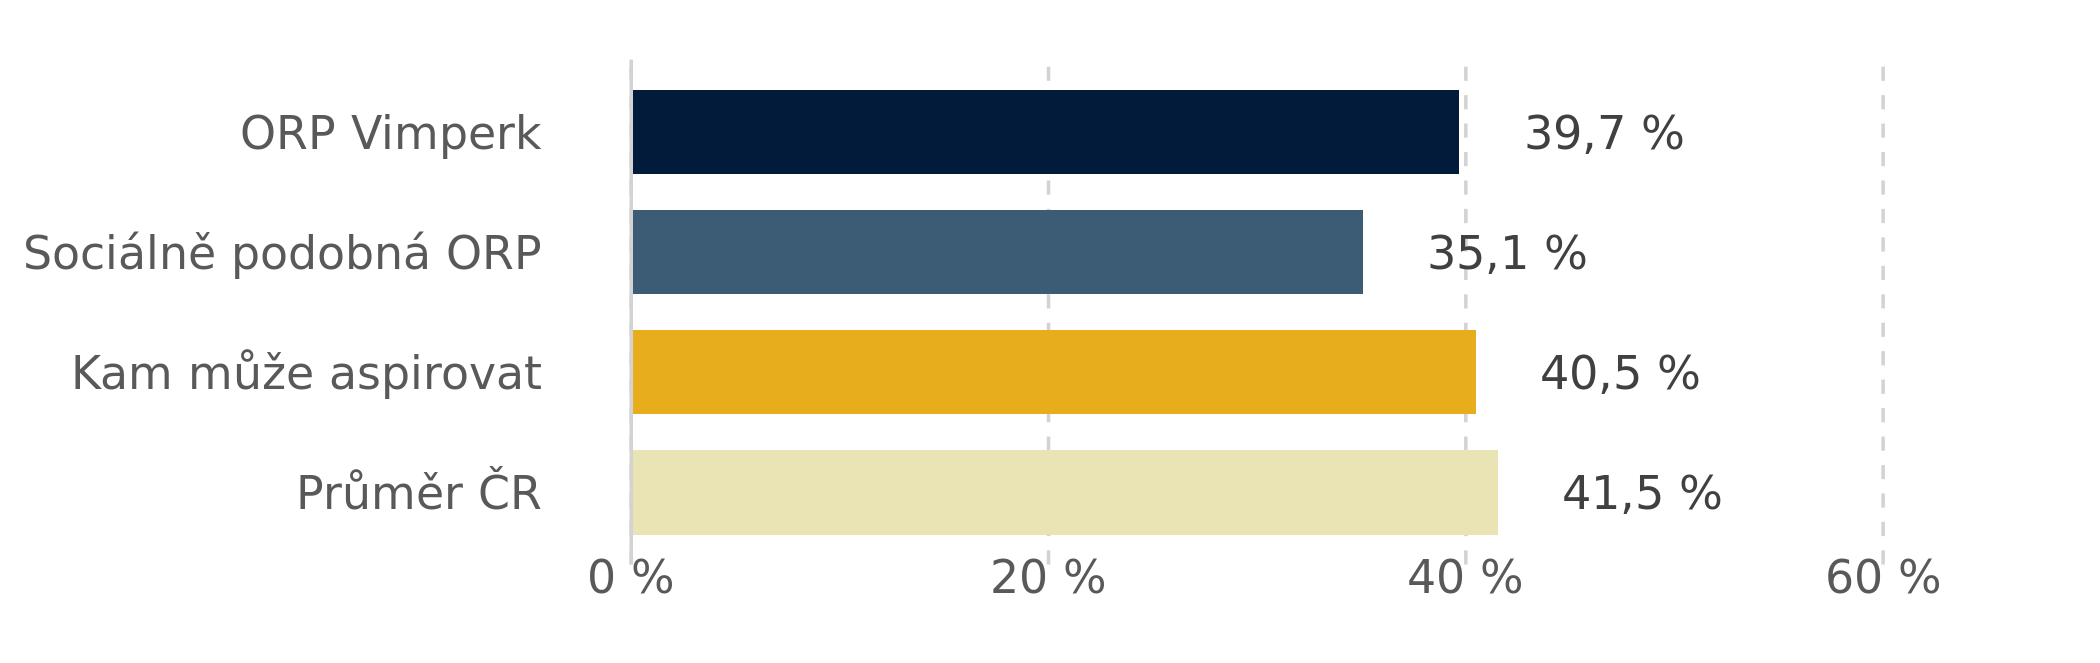 ORP Vimperk 39,7 %
Sociálně podobná ORP 35,1 %
Kam může aspirovat 40,5 %
Průměr ČR 41,5 %
0 % 20 % 40 % 60 %